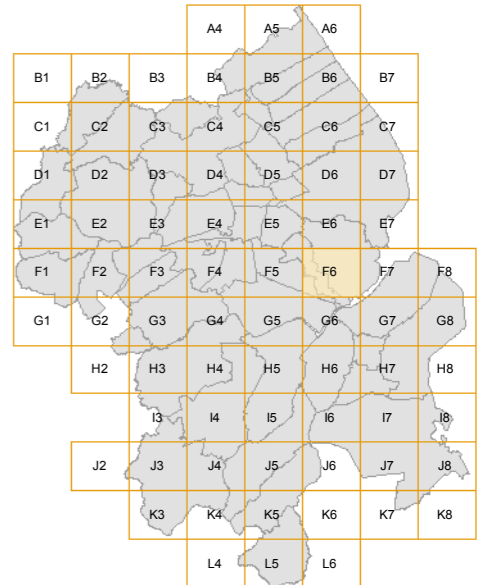 A4 A5 A6
B1 B2 B3 B4 B5 B6 B7
C1 C2 C3 C4 C5 C6 C7
D1 D2 D3 D4 D5 D6 D7
E1 E2 E3 E4 E5 E6 E7
F1 F2 F3 F4 F5 F6 F7 F8
G1 G2 G3 G4 G5 G6 G7 G8
H2 H3 H4 H5 H6 H7 H8
I3 I4 I5 I6 I7 I8
J2 J3 J4 J5 J6 J7 J8
K3 K4 K5 K6 K7 K8
L4 L5 L6